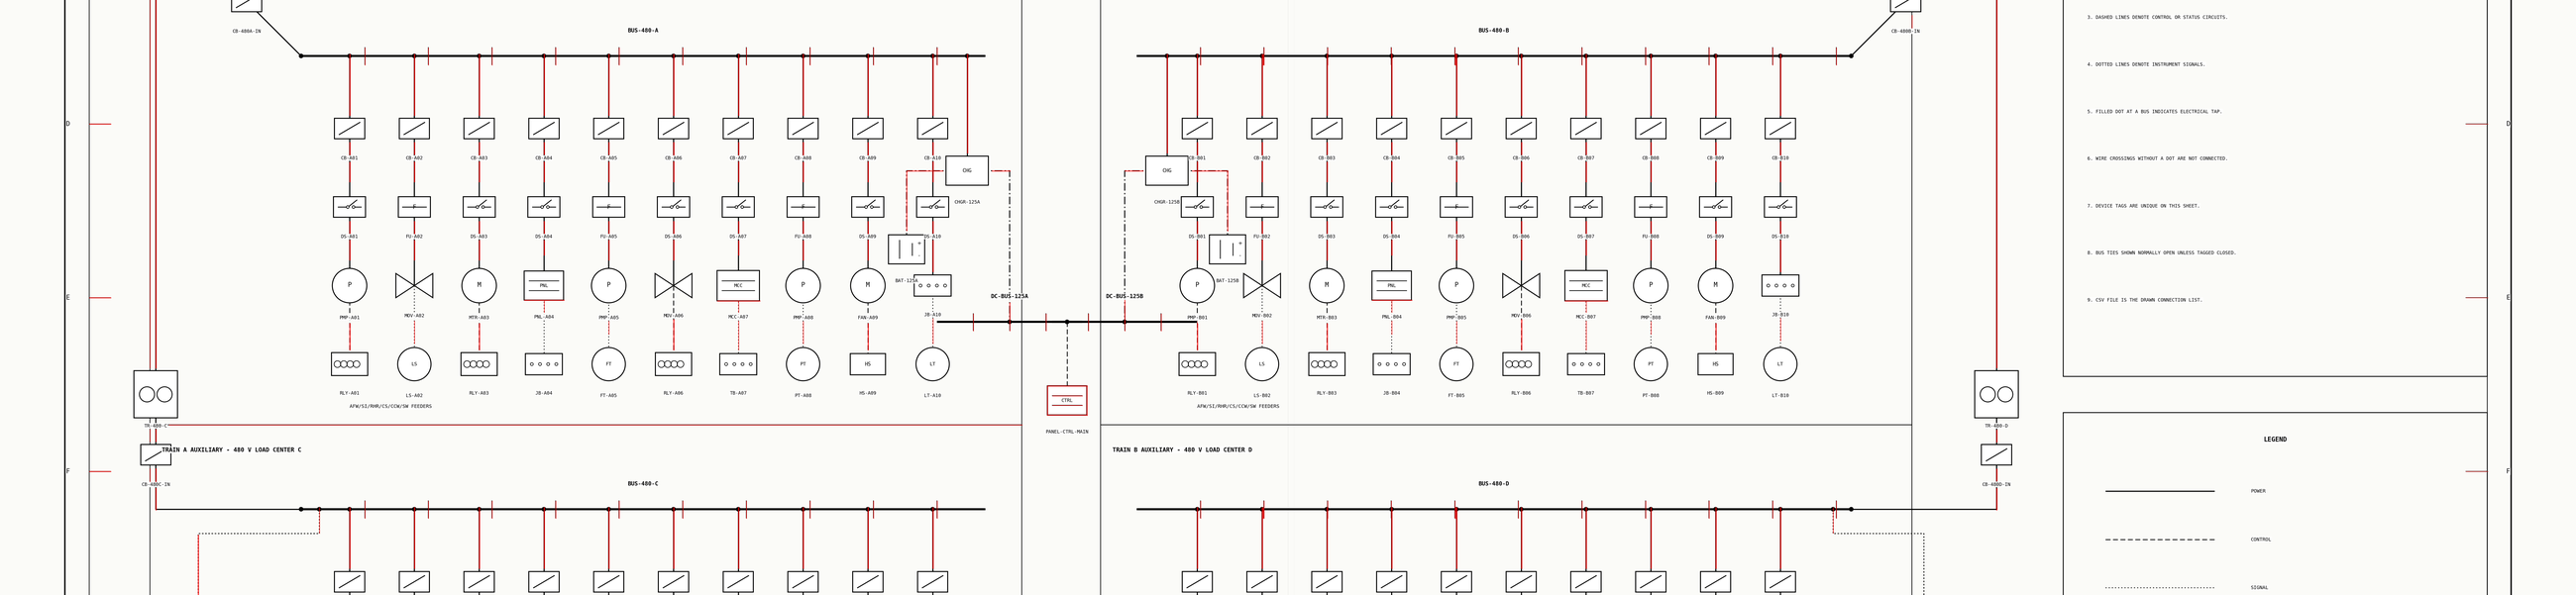 3. DASHED LINES DENOTE CONTROL OR STATUS CIRCUITS.
CB-480A-IN BUS-480-A BUS-480-B CB-480B-IN
4. DOTTED LINES DENOTE INSTRUMENT SIGNALS.
5. FILLED DOT AT A BUS INDICATES ELECTRICAL TAP.
D D
CB-A01 CB-A02 CB-A03 CB-A04 CB-A05 CB-A06 CB-A07 CB-A08 CB-A09 CB-A10 CB-B01 CB-B02 CB-B03 CB-B04 CB-B05 CB-B06 CB-B07 CB-B08 CB-B09 CB-B10
6. WIRE CROSSINGS WITHOUT A DOT ARE NOT CONNECTED.
CHG CHG
CHGR-125A CHGR-125B
7. DEVICE TAGS ARE UNIQUE ON THIS SHEET.
F F F F F F
DS-A01 FU-A02 DS-A03 DS-A04 FU-A05 DS-A06 DS-A07 FU-A08 DS-A09 DS-A10 DS-B01 FU-B02 DS-B03 DS-B04 FU-B05 DS-B06 DS-B07 FU-B08 DS-B09 DS-B10
8. BUS TIES SHOWN NORMALLY OPEN UNLESS TAGGED CLOSED.
BAT-125A BAT-125B
P M PNL P MCC P M P M PNL P MCC P M
E DC-BUS-125A DC-BUS-125B E
9. CSV FILE IS THE DRAWN CONNECTION LIST.
PMP-A01 MOV-A02 MTR-A03 PNL-A04 PMP-A05 MOV-A06 MCC-A07 PMP-A08 FAN-A09 JB-A10 PMP-B01 MOV-B02 MTR-B03 PNL-B04 PMP-B05 MOV-B06 MCC-B07 PMP-B08 FAN-B09 JB-B10
LS FT PT HS LT LS FT PT HS LT
RLY-A01 LS-A02 RLY-A03 JB-A04 FT-A05 RLY-A06 TB-A07 PT-A08 HS-A09 LT-A10 RLY-B01 LS-B02 RLY-B03 JB-B04 FT-B05 RLY-B06 TB-B07 PT-B08 HS-B09 LT-B10
CTRL
AFW/SI/RHR/CS/CCW/SW FEEDERS AFW/SI/RHR/CS/CCW/SW FEEDERS
TR-480-C PANEL-CTRL-MAIN TR-480-D
LEGEND
TRAIN A AUXILIARY - 480 V LOAD CENTER C TRAIN B AUXILIARY - 480 V LOAD CENTER D
F F
CB-480C-IN BUS-480-C BUS-480-D CB-480D-IN
POWER
CONTROL
SIGNAL